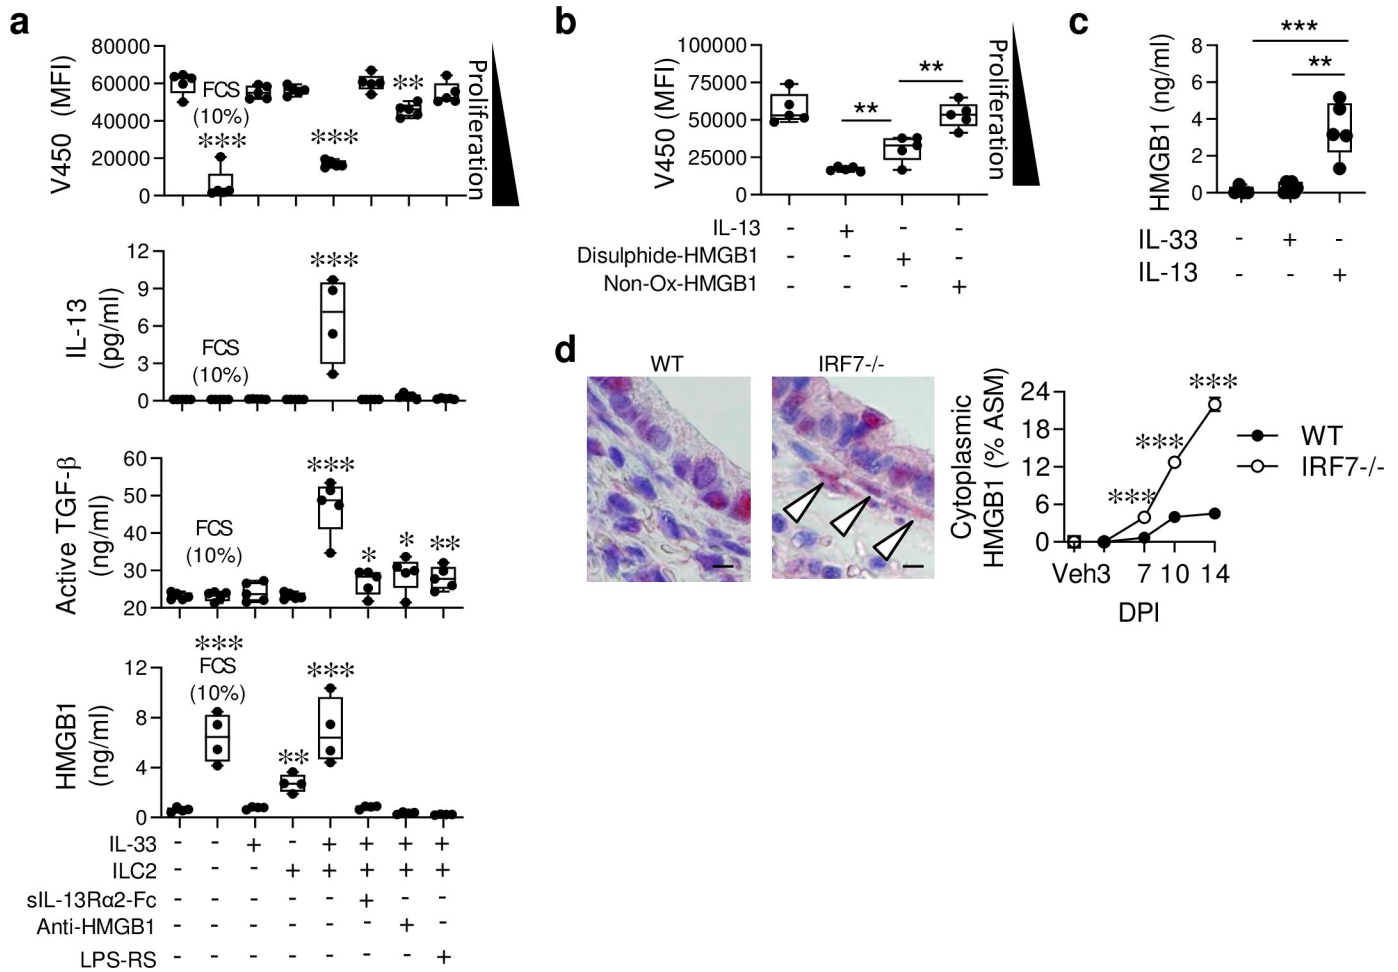 a
80000
60000
40000
20000
0
V450 (MFI)
FCS
(10%)
***
***
**
Proliferation
12
9
6
3
0
IL-13
(pg/ml)
FCS
(10%)
***
60
50
40
30
20
Active TGF-β
(ng/ml)
FCS
(10%)
***
*
*
**
12
8
4
0
HMGB1
(ng/ml)
***
FCS
(10%)
**
***
IL-33 - - + - + + + +
ILC2 - - - + + + + +
sIL-13Rα2-Fc - - - - - + - -
Anti-HMGB1 - - - - - - + -
LPS-RS - - - - - - - +
b
100000
75000
50000
25000
0
V450 (MFI)
**
**
Proliferation
IL-13 - + - -
Disulphide-HMGB1 - - + -
Non-Ox-HMGB1 - - - +
c
8
6
4
2
0
HMGB1 (ng/ml)
***
**
IL-33 - + -
IL-13 - - +
d
WT
IRF7-/-
Cytoplasmic
HMGB1 (% ASM)
24
18
12
6
0
***
***
***
Veh 3 7 10 14
DPI
WT
IRF7-/-